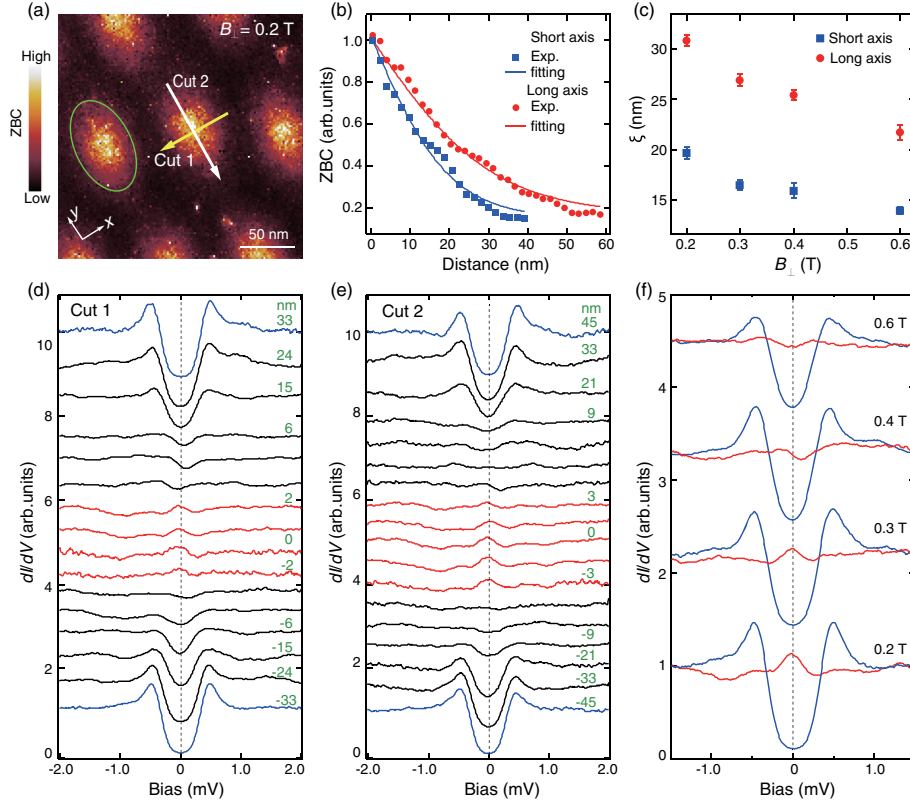 (a)
B⊥= 0.2 T
High
ZBC
Low
Cut 2
Cut 1
y
x
50 nm
(b)
1.0
0.8
0.6
0.4
0.2
ZBC (arb.units)
Short axis
Exp.
fitting
Long axis
Exp.
fitting
0 10 20 30 40 50 60
Distance (nm)
(c)
30
25
20
15
ξ (nm)
Short axis
Long axis
0.2 0.3 0.4 0.5 0.6
B⊥ (T)
(d)
Cut 1
nm
33
24
15
6
2
0
-2
-6
-15
-24
-33
10
8
6
4
2
0
dI/dV (arb.units)
-2.0 -1.0 0 1.0 2.0
Bias (mV)
(e)
Cut 2
nm
45
33
21
9
3
0
-3
-9
-21
-33
-45
10
8
6
4
2
0
dI/dV (arb.units)
-2.0 -1.0 0 1.0 2.0
Bias (mV)
(f)
5
4
3
2
1
0
dI/dV (arb.units)
0.6 T
0.4 T
0.3 T
0.2 T
-1.0 0 1.0
Bias (mV)